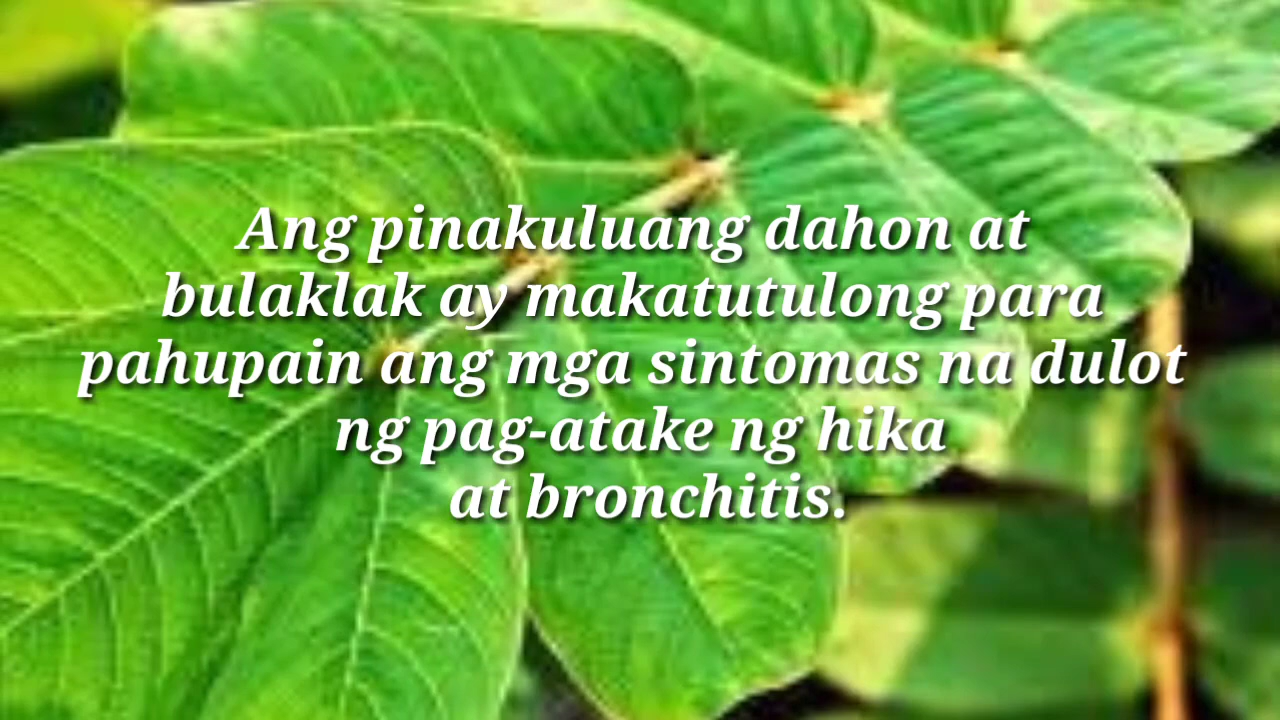 Ang pinakuluang dahon at
bulaklak ay makatutulong para
pahupain ang mga sintomas na dulot
ng pag-atake ng hika
at bronchitis.